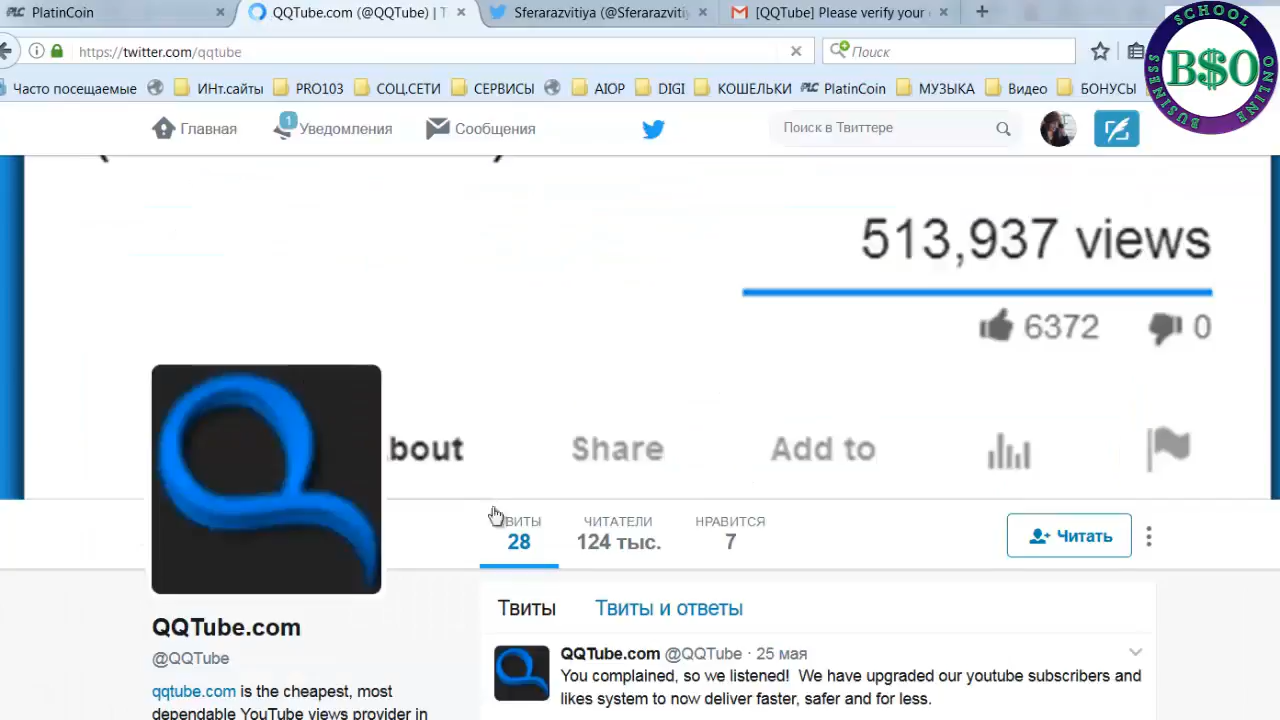 PLC PlatinCoin
QQTube.com (@QQTube) | T
Sferarazvitiya (@Sferarazviti
[QQTube] Please verify your
https://twitter.com/qqtube
Поиск
Часто посещаемые
ИНт.сайты
PRO103
СОЦ.СЕТИ
СЕРВИСЫ
АІОР
DIGI
КОШЕЛЬКИ
PLC PlatinCoin
МУЗЫКА
Видео
БОНУСЫ
SCHOOL
B$O
BUSINESS
ONLINE
Главная
1
Уведомления
Сообщения
Поиск в Твиттере
513,937 views
6372
0
bout
Share
Add to
ВИТЫ
28
ЧИТАТЕЛИ
124 тыс.
НРАВИТСЯ
7
Читать
QQTube.com
@QQTube
qqtube.com is the cheapest, most
dependable YouTube views provider in
Твиты
Твиты и ответы
QQTube.com @QQTube · 25 мая
You complained, so we listened! We have upgraded our youtube subscribers and
likes system to now deliver faster, safer and for less.